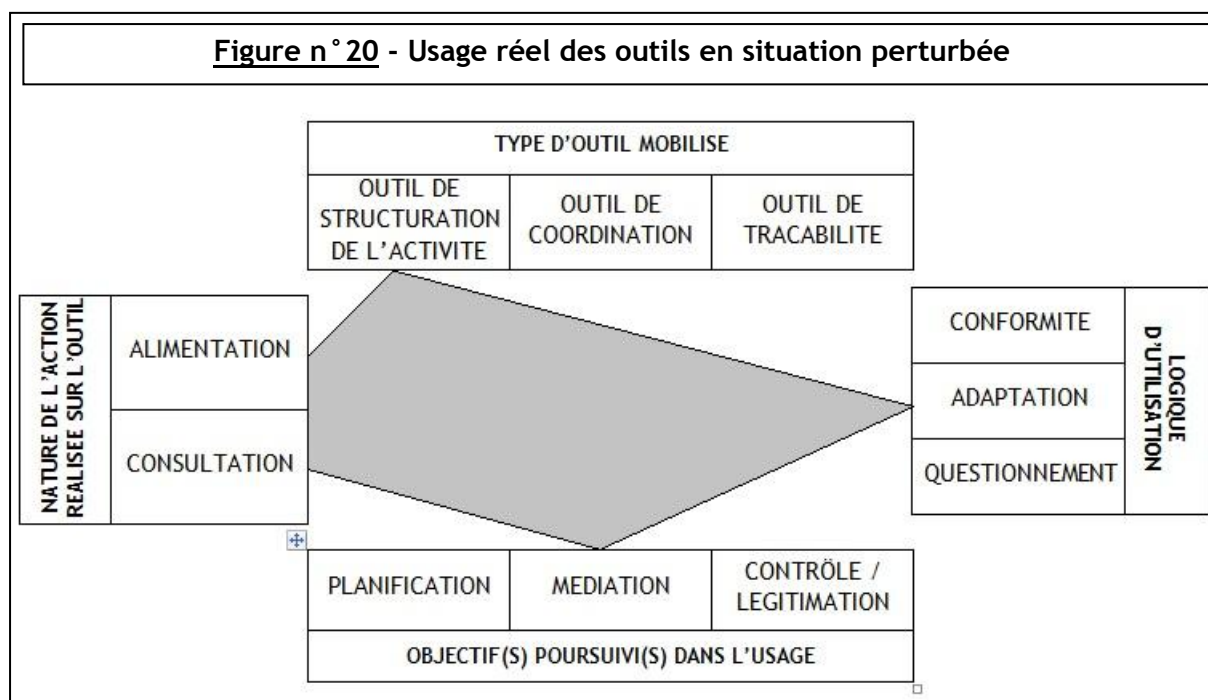 Figure n°20 - Usage réel des outils en situation perturbée
TYPE D'OUTIL MOBILISE
OUTIL DE
STRUCTURATION
DE L'ACTIVITE
OUTIL DE
COORDINATION
OUTIL DE
TRACABILITE
NATURE DE L'ACTION
REALISEE SUR L'OUTIL
ALIMENTATION
CONSULTATION
CONFORMITE
ADAPTATION
QUESTIONNEMENT
LOGIQUE
D'UTILISATION
PLANIFICATION
MEDIATION
CONTRÖLE /
LEGITIMATION
OBJECTIF(S) POURSUIVI(S) DANS L'USAGE